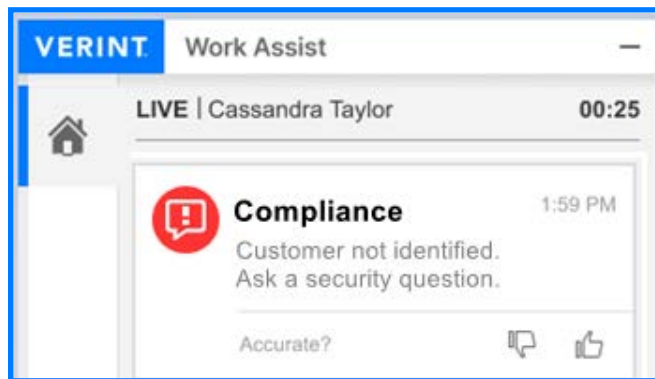 VERINT. Work Assist
LIVE | Cassandra Taylor 00:25
Compliance 1:59 PM
Customer not identified.
Ask a security question.
Accurate?